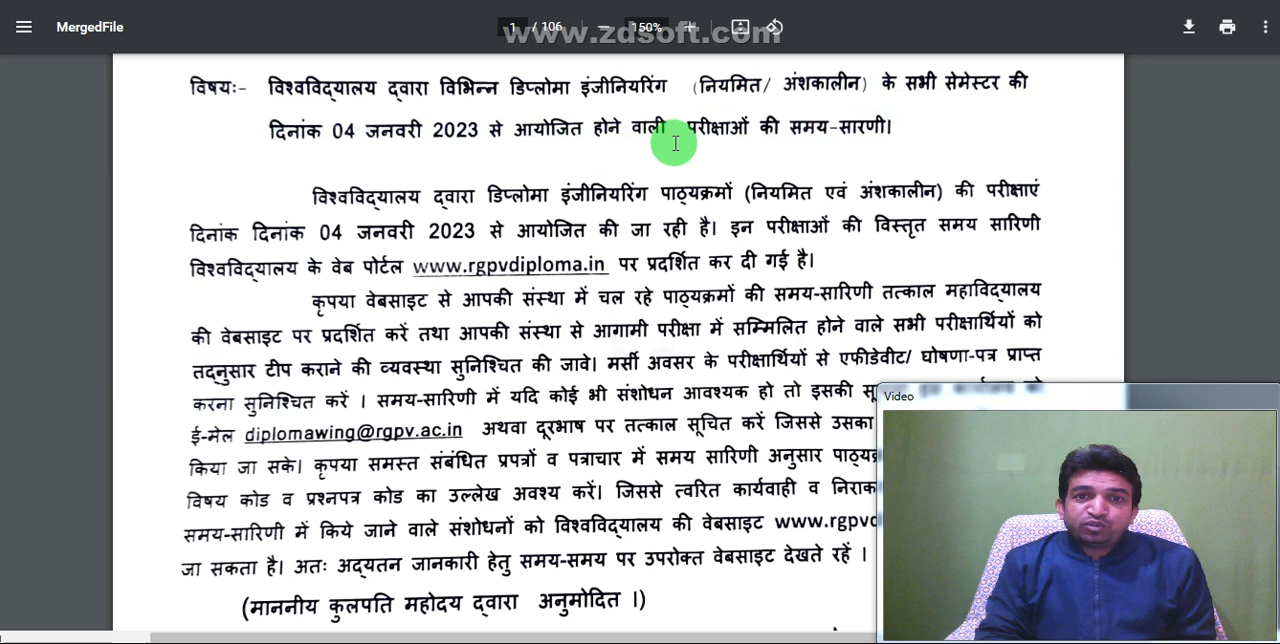 MergedFile
1 / 106
150%
www.zdsoft.com
विषयः- विश्वविद्यालय द्वारा विभिन्न डिप्लोमा इंजीनियरिंग (नियमित/ अंशकालीन) के सभी सेमेस्टर की
दिनांक 04 जनवरी 2023 से आयोजित होने वाली परीक्षाओं की समय-सारणी।
विश्वविद्यालय द्वारा डिप्लोमा इंजीनियरिंग पाठ्यक्रमों (नियमित एवं अंशकालीन) की परीक्षाएं
दिनांक दिनांक 04 जनवरी 2023 से आयोजित की जा रही है। इन परीक्षाओं की विस्तृत समय सारिणी
विश्वविद्यालय के वेब पोर्टल www.rgpvdiploma.in पर प्रदर्शित कर दी गई है।
कृपया वेबसाइट से आपकी संस्था में चल रहे पाठ्यक्रमों की समय-सारिणी तत्काल महाविद्यालय
की वेबसाइट पर प्रदर्शित करें तथा आपकी संस्था से आगामी परीक्षा में सम्मिलित होने वाले सभी परीक्षार्थियों को
तद्नुसार टीप कराने की व्यवस्था सुनिश्चित की जावे। मर्सी अवसर के परीक्षार्थियों से एफीडेवीट/ घोषणा-पत्र प्राप्त
करना सुनिश्चित करें । समय-सारिणी में यदि कोई भी संशोधन आवश्यक हो तो इसकी
ई-मेल diplomawing@rgpv.ac.in अथवा दूरभाष पर तत्काल सूचित करें जिससे उसका
किया जा सके। कृपया समस्त संबंधित प्रपत्रों व पत्राचार में समय सारिणी अनुसार
विषय कोड व प्रश्नपत्र कोड का उल्लेख अवश्य करें। जिससे त्वरित कार्यवाही व
समय-सारिणी में किये जाने वाले संशोधनों को विश्वविद्यालय की वेबसाइट www.rgpvd
जा सकता है। अतः अद्यतन जानकारी हेतु समय-समय पर उपरोक्त वेबसाइट देखते रहें ।
(माननीय कुलपति महोदय द्वारा अनुमोदित ।)
Video